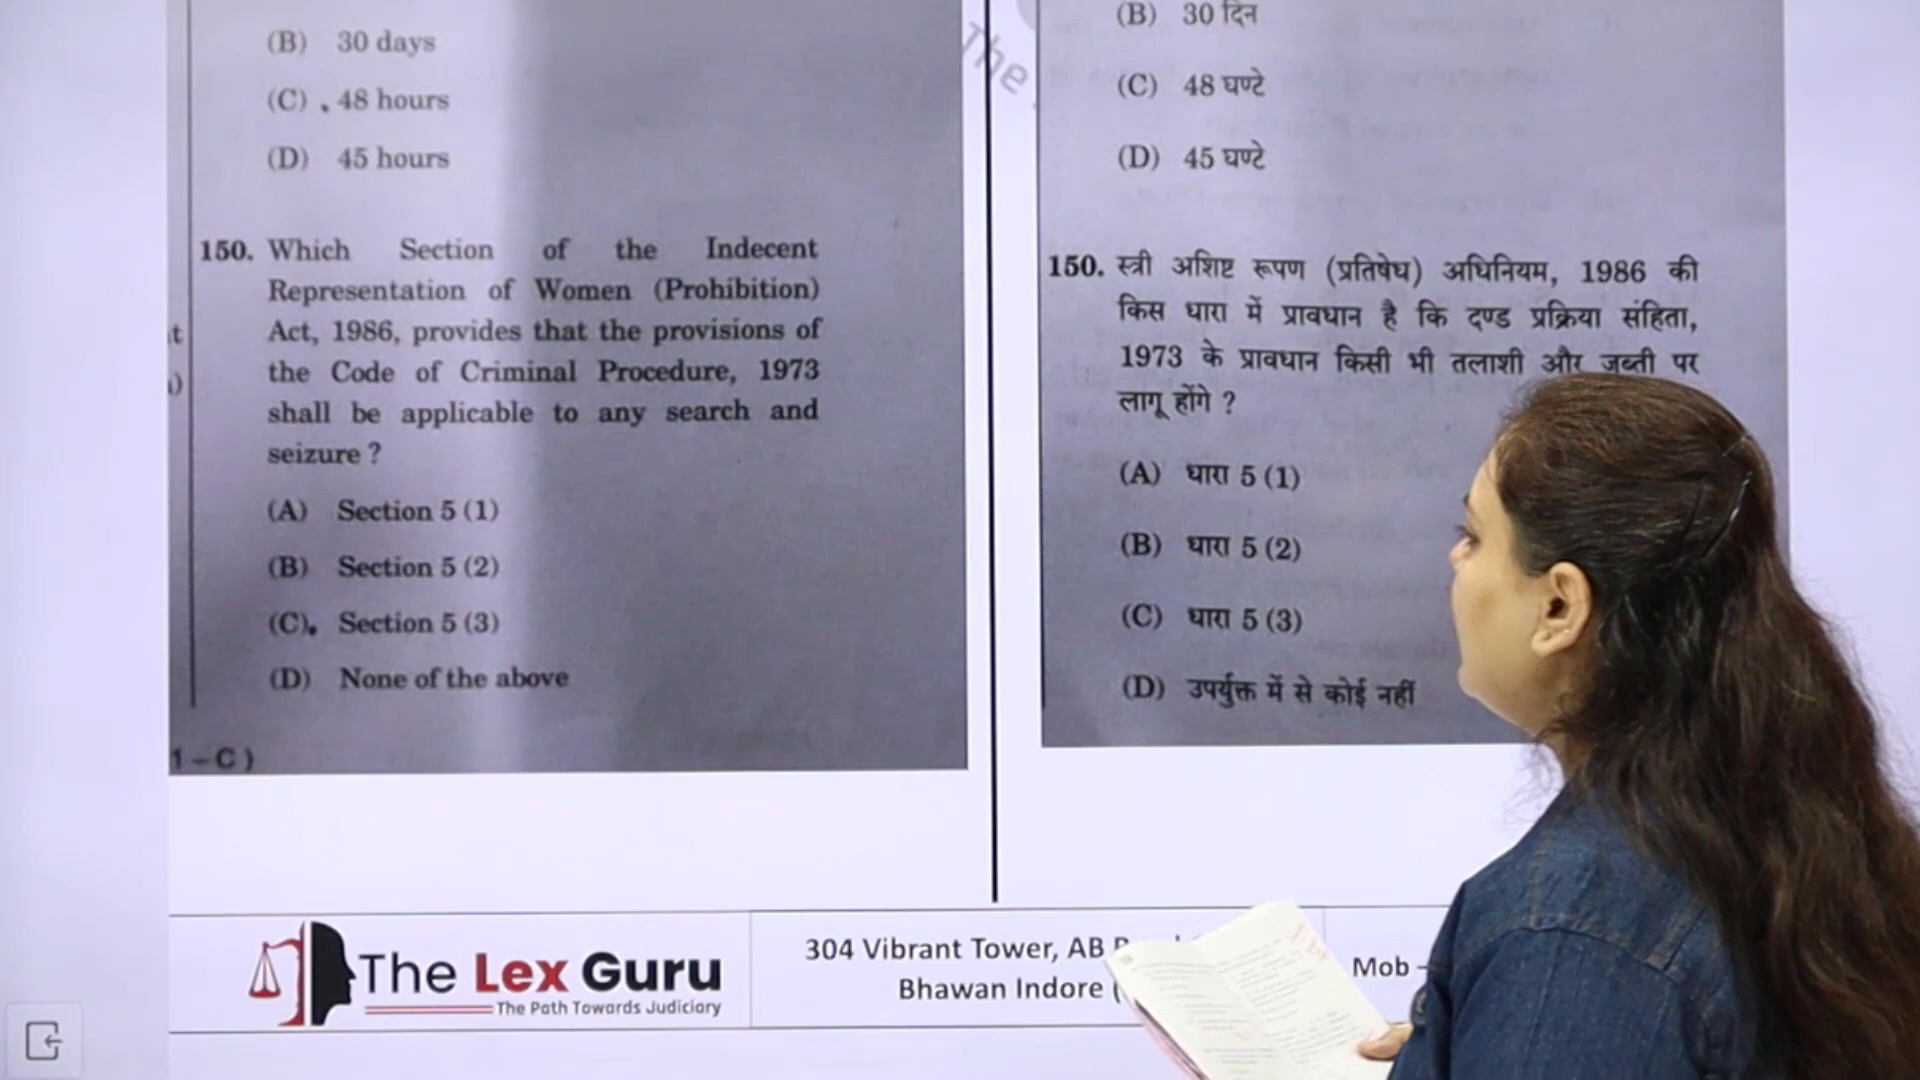 (B) 30 days
(C) . 48 hours
(D) 45 hours
150. Which Section of the Indecent
Representation of Women (Prohibition)
Act, 1986, provides that the provisions of
the Code of Criminal Procedure, 1973
shall be applicable to any search and
seizure ?
(A) Section 5 (1)
(B) Section 5 (2)
(C). Section 5 (3)
(D) None of the above
t
)
1 – C )
The
(B) 30 दिन
(C) 48 घण्टे
(D) 45 घण्टे
150. स्त्री अशिष्ट रूपण (प्रतिषेध) अधिनियम, 1986 की
किस धारा में प्रावधान है कि दण्ड प्रक्रिया संहिता,
1973 के प्रावधान किसी भी तलाशी और जब्ती पर
लागू होंगे ?
(A) धारा 5 (1)
(B) धारा 5 (2)
(C) धारा 5 (3)
(D) उपर्युक्त में से कोई नहीं
The Lex Guru
The Path Towards Judiciary
304 Vibrant Tower, AB
Bhawan Indore (
Mob -